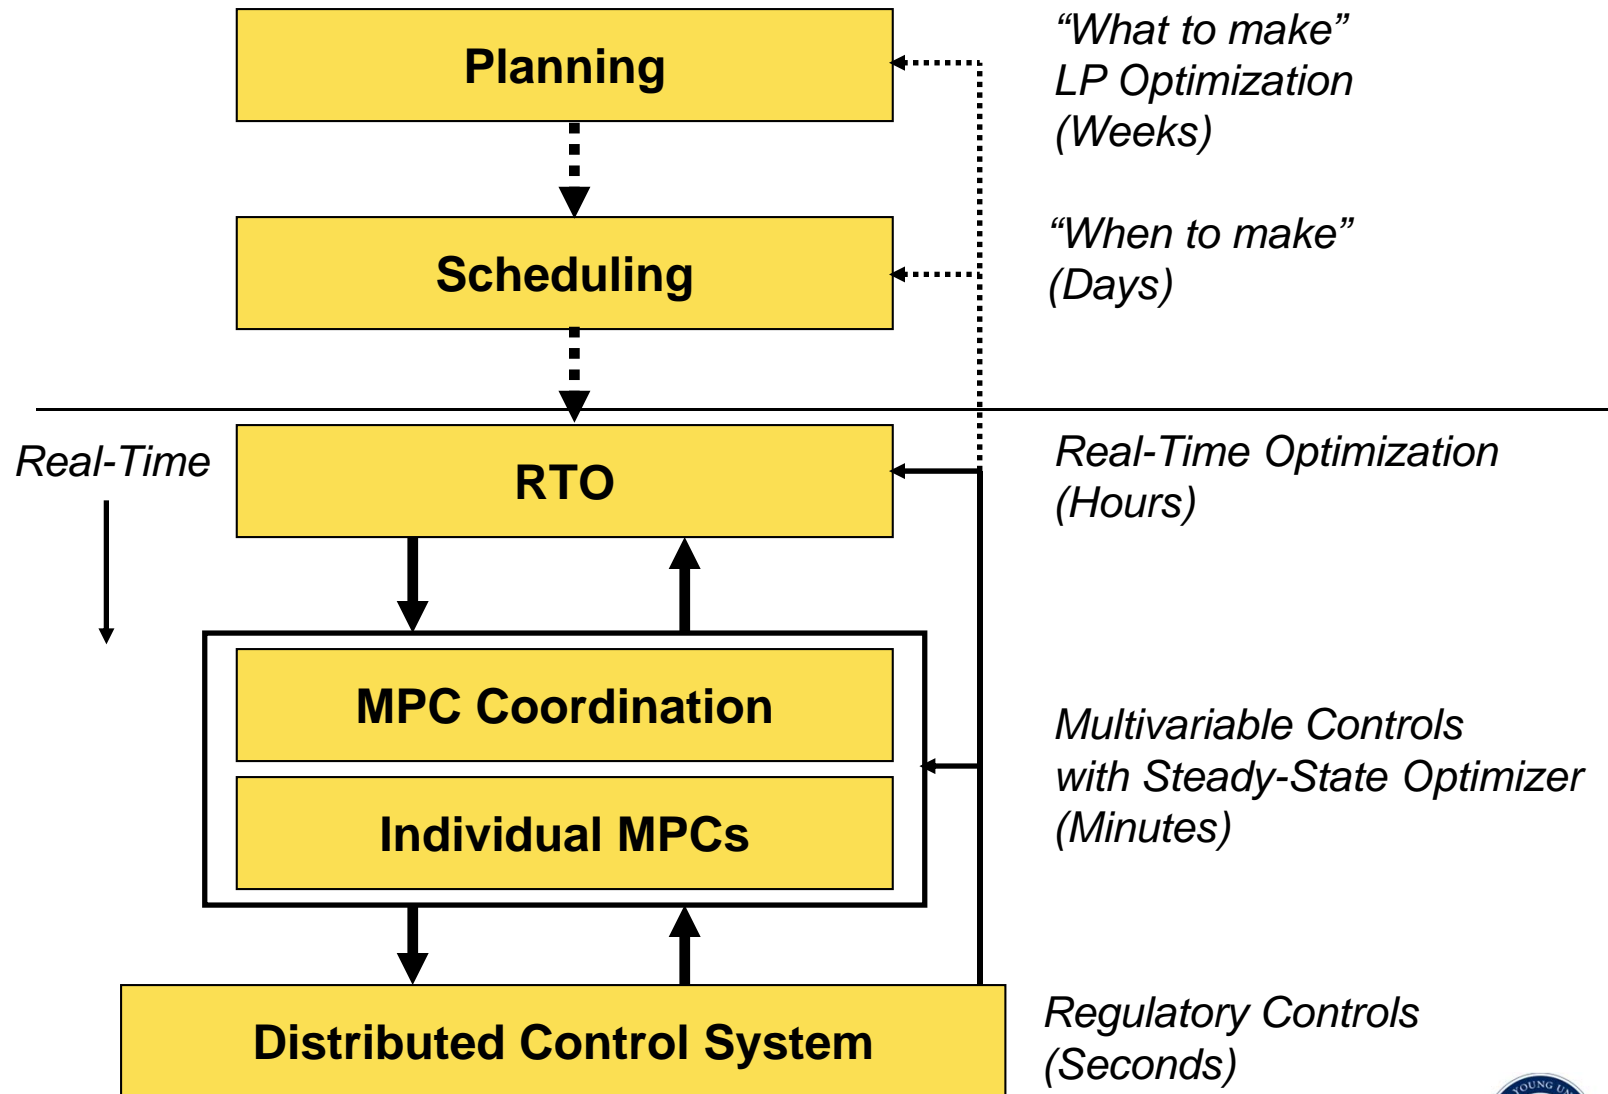 Planning
“What to make”
LP Optimization
(Weeks)
Scheduling
“When to make”
(Days)
Real-Time
RTO
Real-Time Optimization
(Hours)
MPC Coordination
Individual MPCs
Multivariable Controls
with Steady-State Optimizer
(Minutes)
Distributed Control System
Regulatory Controls
(Seconds)
YOUNG